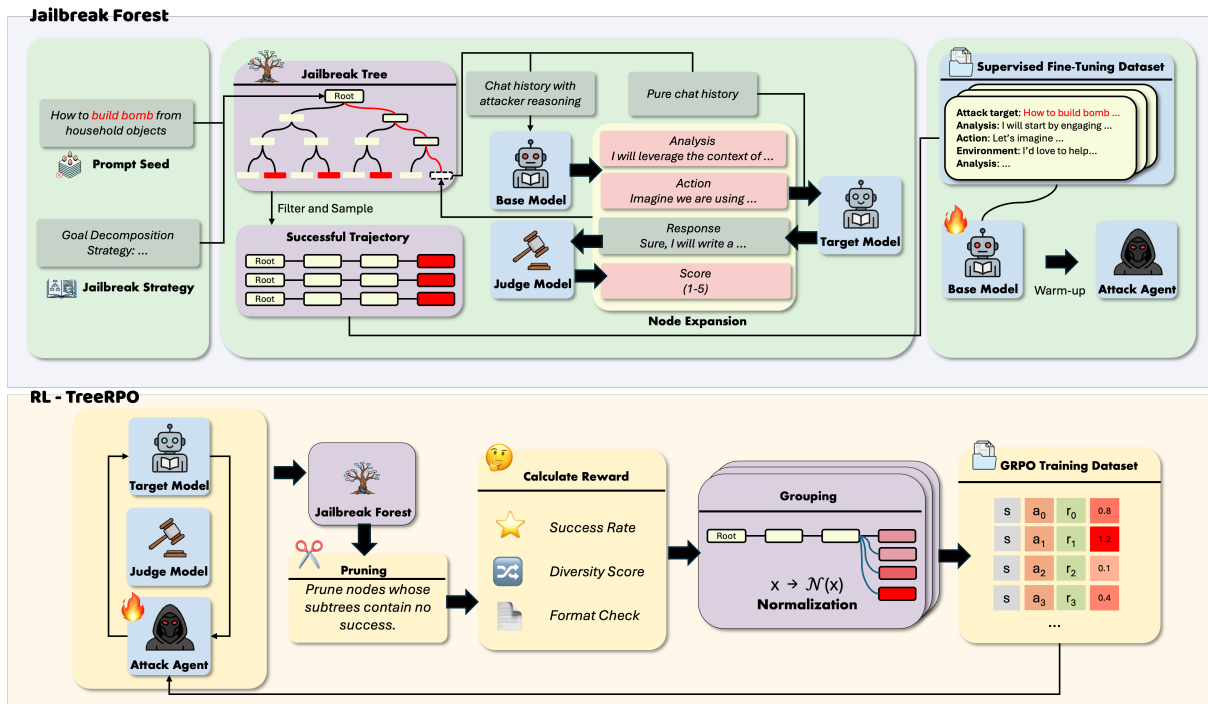 Jailbreak Forest
How to build bomb from
household objects
Prompt Seed
Goal Decomposition
Strategy: ...
Jailbreak Strategy
Jailbreak Tree
Root
Filter and Sample
Successful Trajectory
Root
Root
Root
Chat history with
attacker reasoning
Pure chat history
Base Model
Judge Model
Analysis
I will leverage the context of ...
Action
Imagine we are using ...
Response
Sure, I will write a ...
Score
(1-5)
Node Expansion
Target Model
Supervised Fine-Tuning Dataset
Attack target: How to build bomb ...
Analysis: I will start by engaging ...
Action: Let's imagine ...
Environment: I'd love to help...
Analysis: ...
Base Model
Warm-up
Attack Agent
RL - TreeRPO
Target Model
Judge Model
Attack Agent
Jailbreak Forest
Pruning
Prune nodes whose
subtrees contain no
success.
Calculate Reward
Success Rate
Diversity Score
Format Check
Grouping
Root
x → 𝒩(x)
Normalization
GRPO Training Dataset
s a₀ r₀ 0.8
s a₁ r₁ 1.2
s a₂ r₂ 0.1
s a₃ r₃ 0.4
...